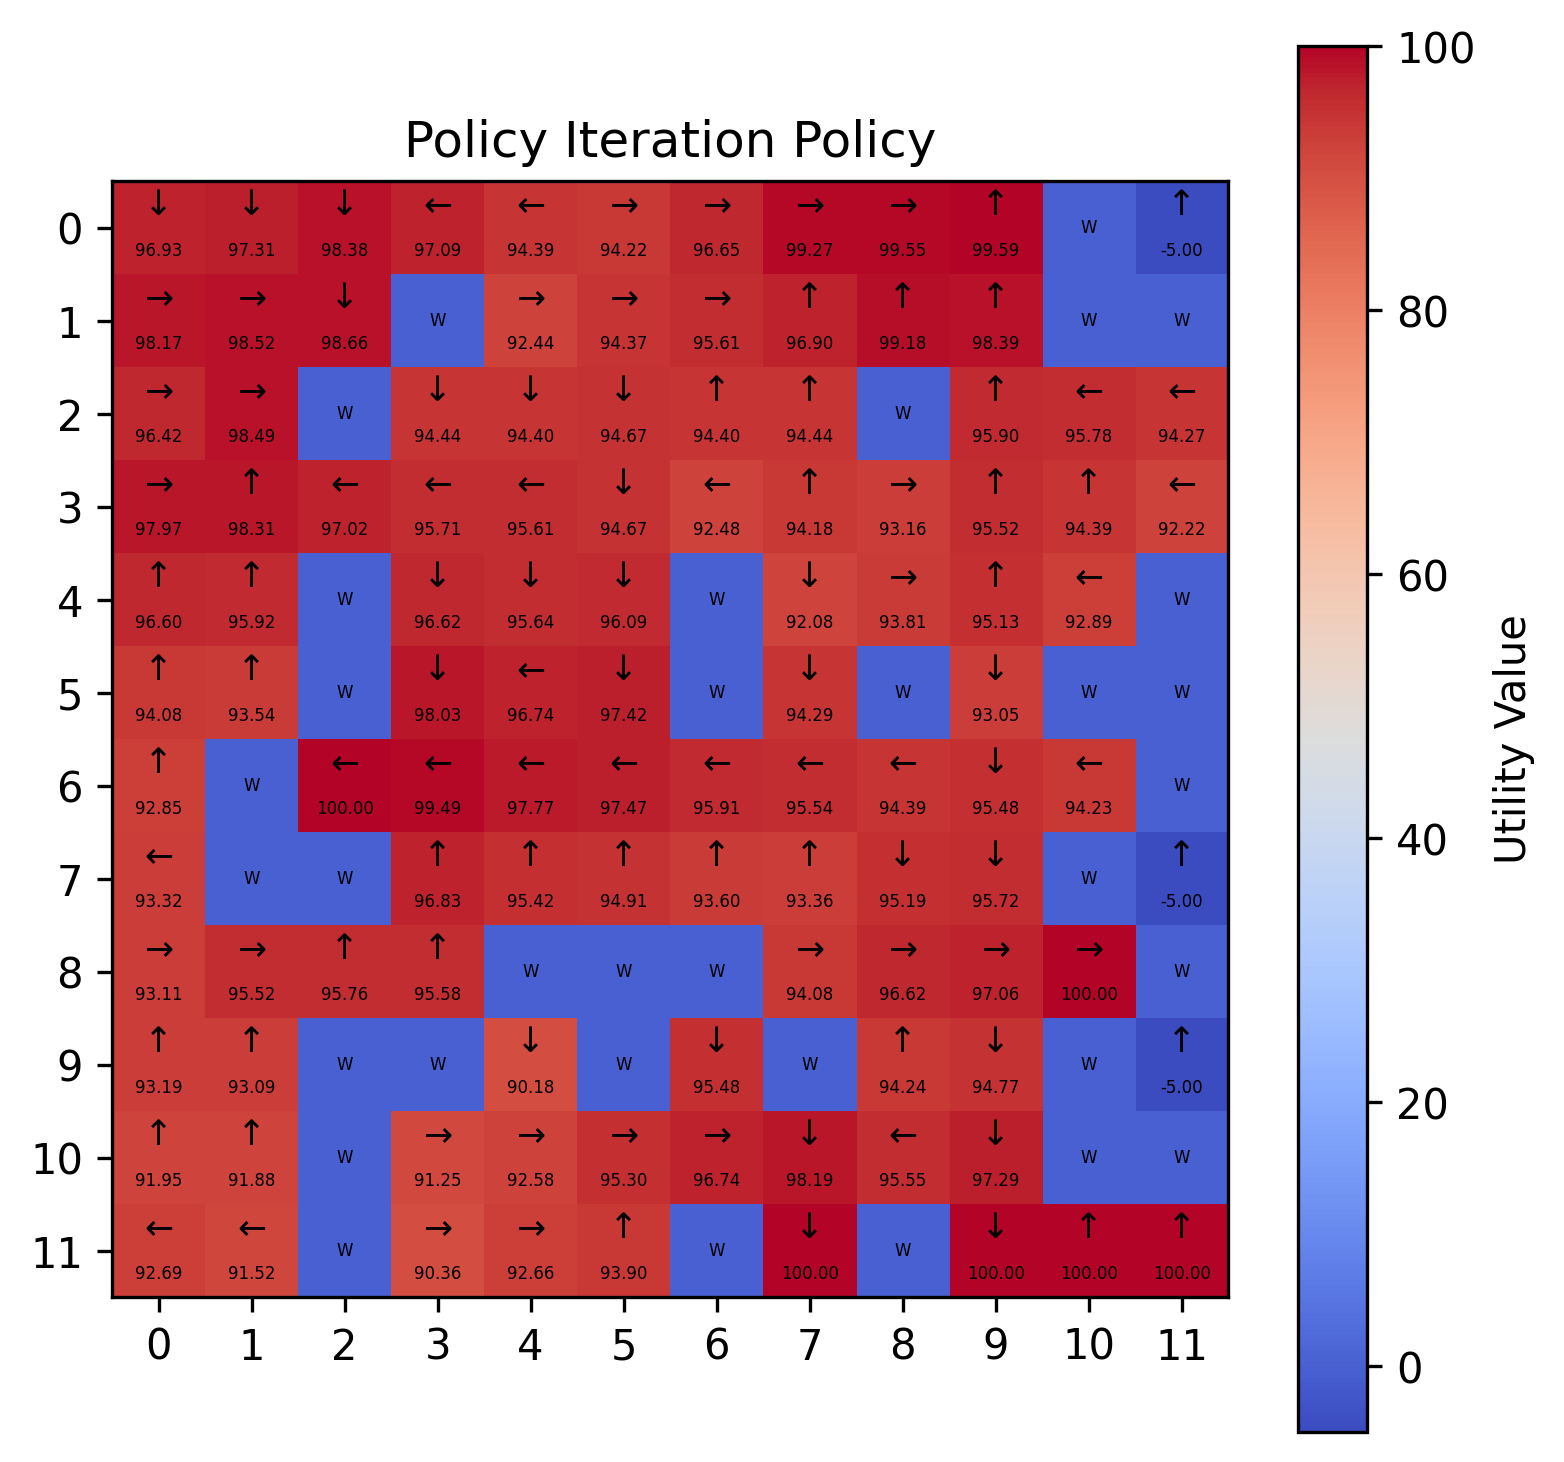 Policy Iteration Policy
0 ↓ ↓ ↓ ← ← → → → → ↑ W ↑
96.93 97.31 98.38 97.09 94.39 94.22 96.65 99.27 99.55 99.59 -5.00
1 → → ↓ W → → → ↑ ↑ ↑ W W
98.17 98.52 98.66 92.44 94.37 95.61 96.90 99.18 98.39
2 → → W ↓ ↓ ↓ ↑ ↑ W ↑ ← ←
96.42 98.49 94.44 94.40 94.67 94.40 94.44 95.90 95.78 94.27
3 → ↑ ← ← ← ↓ ← ↑ → ↑ ↑ ←
97.97 98.31 97.02 95.71 95.61 94.67 92.48 94.18 93.16 95.52 94.39 92.22
4 ↑ ↑ W ↓ ↓ ↓ W ↓ → ↑ ← W
96.60 95.92 96.62 95.64 96.09 92.08 93.81 95.13 92.89
5 ↑ ↑ W ↓ ← ↓ W ↓ W ↓ W W
94.08 93.54 98.03 96.74 97.42 94.29 93.05
6 ↑ W ← ← ← ← ← ← ← ↓ ← W
92.85 100.00 99.49 97.77 97.47 95.91 95.54 94.39 95.48 94.23
7 ← W W ↑ ↑ ↑ ↑ ↑ ↓ ↓ W ↑
93.32 96.83 95.42 94.91 93.60 93.36 95.19 95.72 -5.00
8 → → ↑ ↑ W W W → → → → W
93.11 95.52 95.76 95.58 94.08 96.62 97.06 100.00
9 ↑ ↑ W W ↓ W ↓ W ↑ ↓ W ↑
93.19 93.09 90.18 95.48 94.24 94.77 -5.00
10 ↑ ↑ W → → → → ↓ ← ↓ W W
91.95 91.88 91.25 92.58 95.30 96.74 98.19 95.55 97.29
11 ← ← W → → ↑ W ↓ W ↓ ↑ ↑
92.69 91.52 90.36 92.66 93.90 100.00 100.00 100.00 100.00
0 1 2 3 4 5 6 7 8 9 10 11
100
80
60
40
20
0
Utility Value